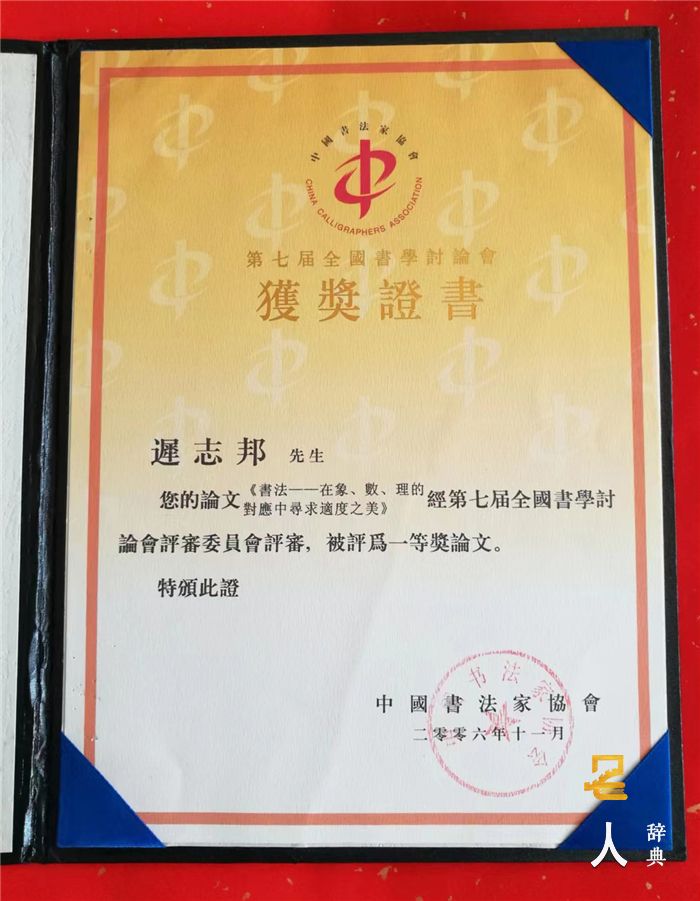 中國書法家協會
CHINA CALLIGRAPHERS ASSOCIATION
第七届全國書學討論會
獲獎證書
遲志邦 先生
您的論文《書法——在象、數、理的對應中尋求適度之美》經第七届全國書學討
論會評審委員會評審，被評爲一等獎論文。
特頒此證
中國書法家協會
二零零六年十一月
名人
辞典